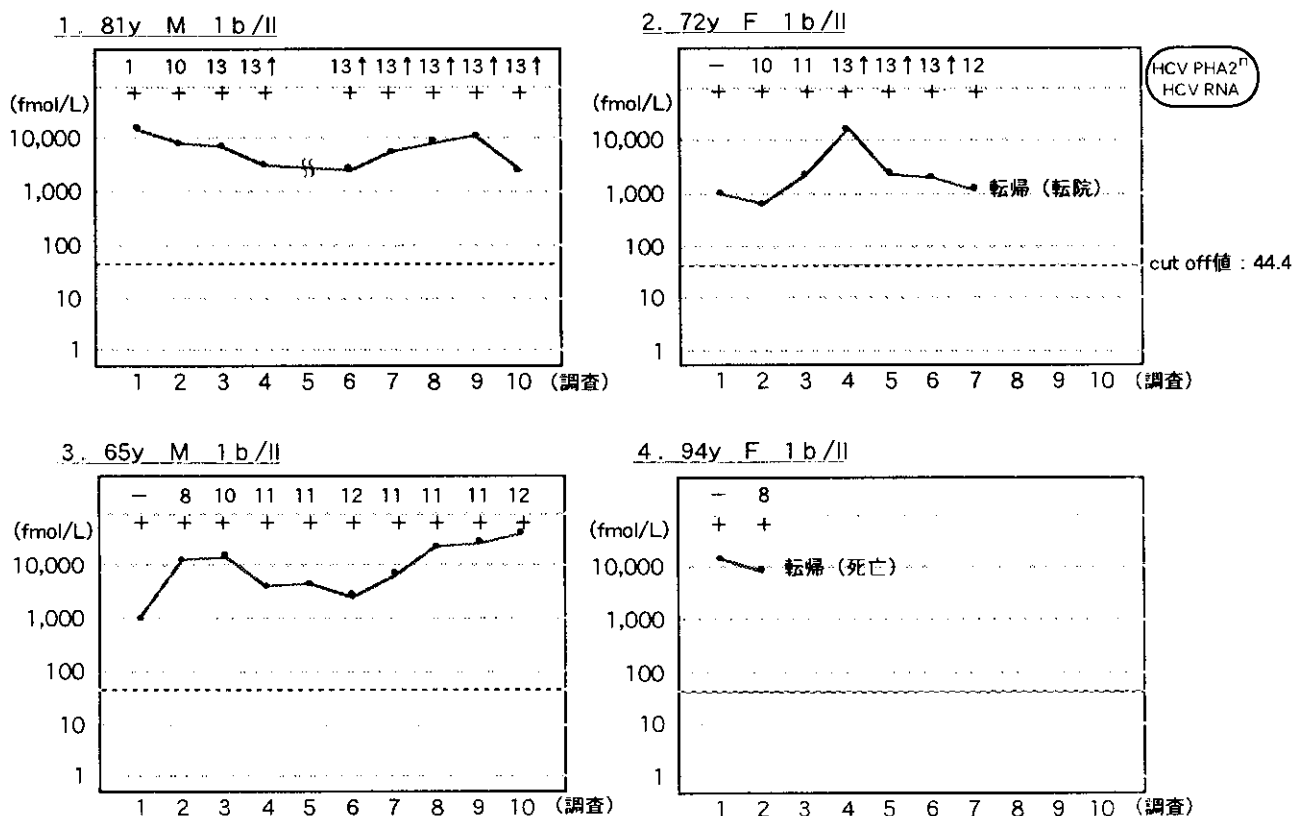 1. 81y M 1b/II
1 10 13 13↑ 13↑ 13↑ 13↑ 13↑ 13↑
+ + + + + + + + +
(fmol/L)
10,000
1,000
100
10
1
1 2 3 4 5 6 7 8 9 10 (調査)
2. 72y F 1b/II
- 10 11 13↑ 13↑ 13↑ 12
+ + + + + + +
(fmol/L)
10,000
1,000
100
10
1
転帰(転院)
1 2 3 4 5 6 7 8 9 10 (調査)
HCV PHA2ⁿ
HCV RNA
cut off値:44.4
3. 65y M 1b/II
- 8 10 11 11 12 11 11 11 12
+ + + + + + + + + +
(fmol/L)
10,000
1,000
100
10
1
1 2 3 4 5 6 7 8 9 10 (調査)
4. 94y F 1b/II
- 8
+ +
(fmol/L)
10,000
1,000
100
10
1
転帰(死亡)
1 2 3 4 5 6 7 8 9 10 (調査)